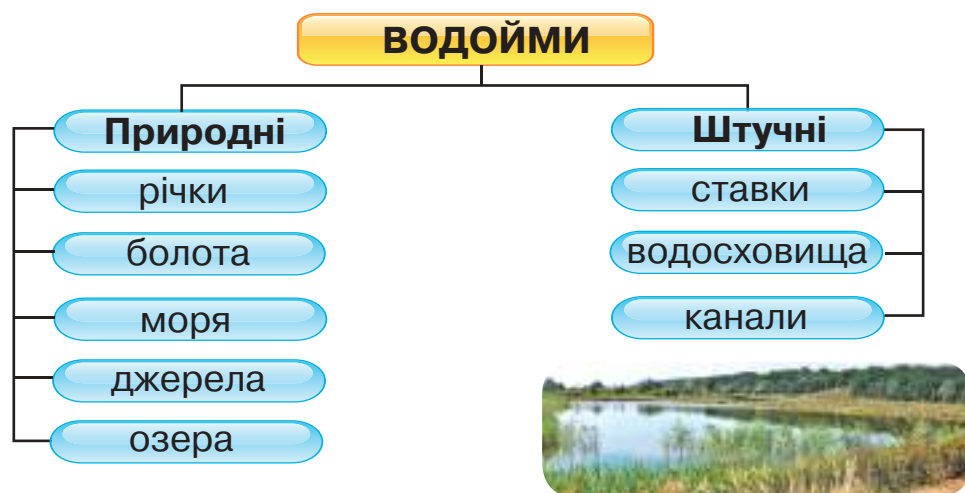 ВОДОЙМИ
Природні
річки
болота
моря
джерела
озера
Штучні
ставки
водосховища
канали